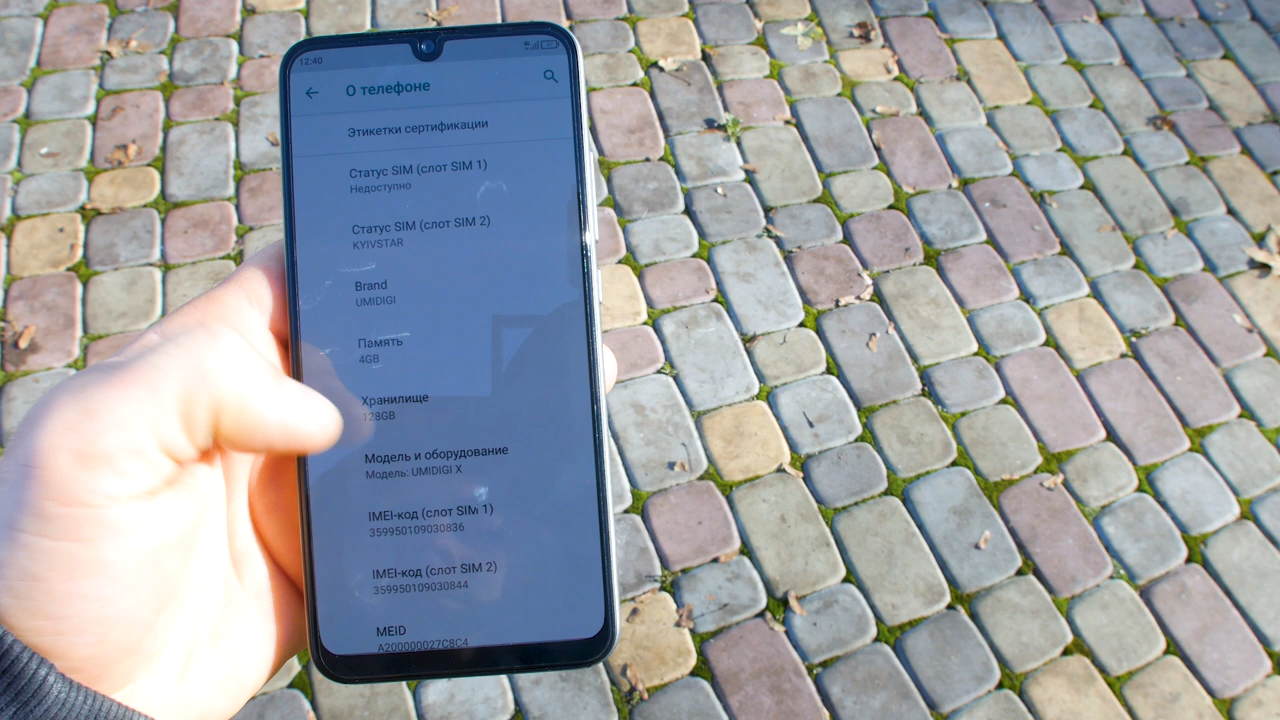 12:40
О телефоне
Этикетки сертификации
Статус SIM (слот SIM 1)
Недоступно
Статус SIM (слот SIM 2)
KYIVSTAR
Brand
UMIDIGI
Память
4GB
Хранилище
128GB
Модель и оборудование
Модель: UMIDIGI X
IMEI-код (слот SIM 1)
359950109030836
IMEI-код (слот SIM 2)
359950109030844
MEID
A200000027C8C4